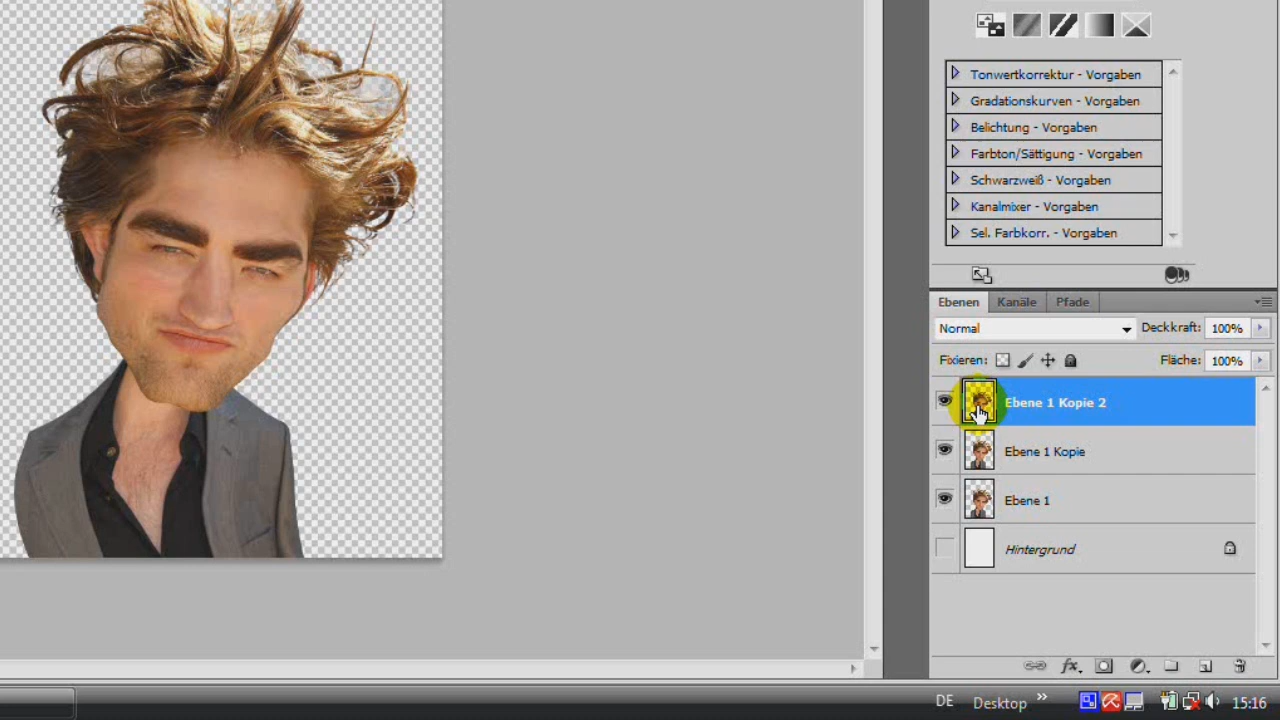 Tonwertkorrektur - Vorgaben
Gradationskurven - Vorgaben
Belichtung - Vorgaben
Farbton/Sättigung - Vorgaben
Schwarzweiß - Vorgaben
Kanalmixer - Vorgaben
Sel. Farbkorr. - Vorgaben
Ebenen Kanäle Pfade
Normal Deckkraft: 100%
Fixieren: Fläche: 100%
Ebene 1 Kopie 2
Ebene 1 Kopie
Ebene 1
Hintergrund
fx
DE Desktop » 15:16